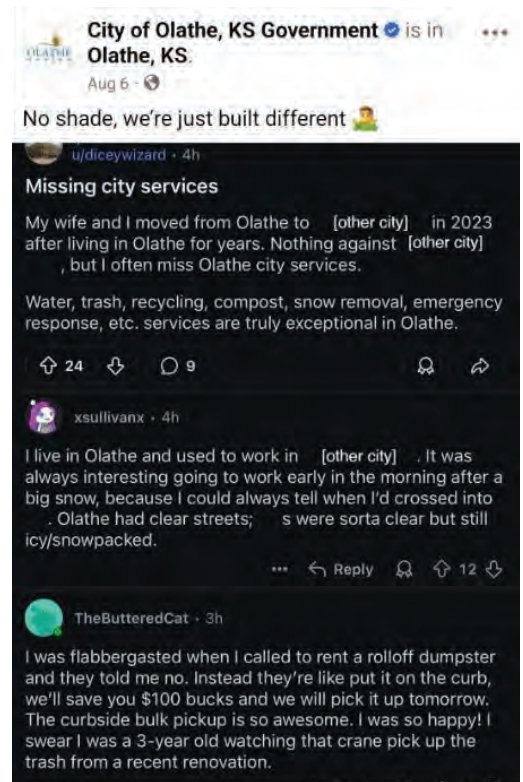 City of Olathe, KS Government is in
Olathe, KS.
OLATHE
Aug 6
No shade, we're just built different
u/diceywizard • 4h
Missing city services
My wife and I moved from Olathe to [other city] in 2023
after living in Olathe for years. Nothing against [other city]
, but I often miss Olathe city services.
Water, trash, recycling, compost, snow removal, emergency
response, etc. services are truly exceptional in Olathe.
24 9
xsullivanx • 4h
I live in Olathe and used to work in [other city] . It was
always interesting going to work early in the morning after a
big snow, because I could always tell when I'd crossed into
. Olathe had clear streets; s were sorta clear but still
icy/snowpacked.
Reply 12
TheButteredCat • 3h
I was flabbergasted when I called to rent a rolloff dumpster
and they told me no. Instead they're like put it on the curb,
we'll save you $100 bucks and we will pick it up tomorrow.
The curbside bulk pickup is so awesome. I was so happy! I
swear I was a 3-year old watching that crane pick up the
trash from a recent renovation.